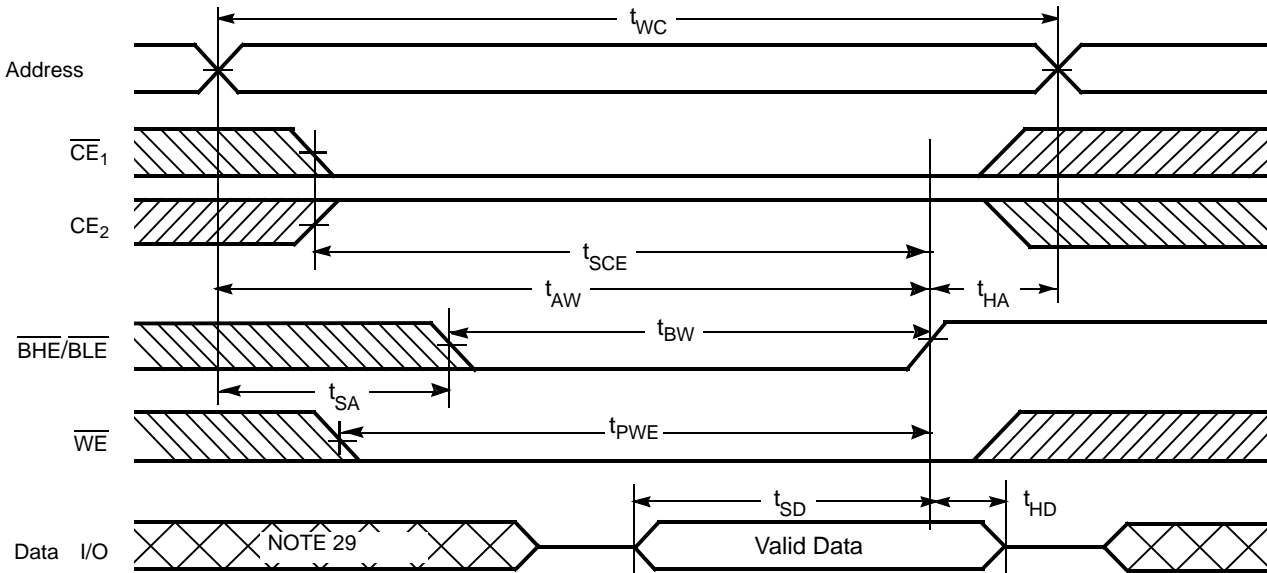 tWC
Address
CE1
CE2
tSCE
tAW
tHA
BHE/BLE
tBW
tSA
WE
tPWE
tSD
tHD
Data I/O
NOTE 29
Valid Data